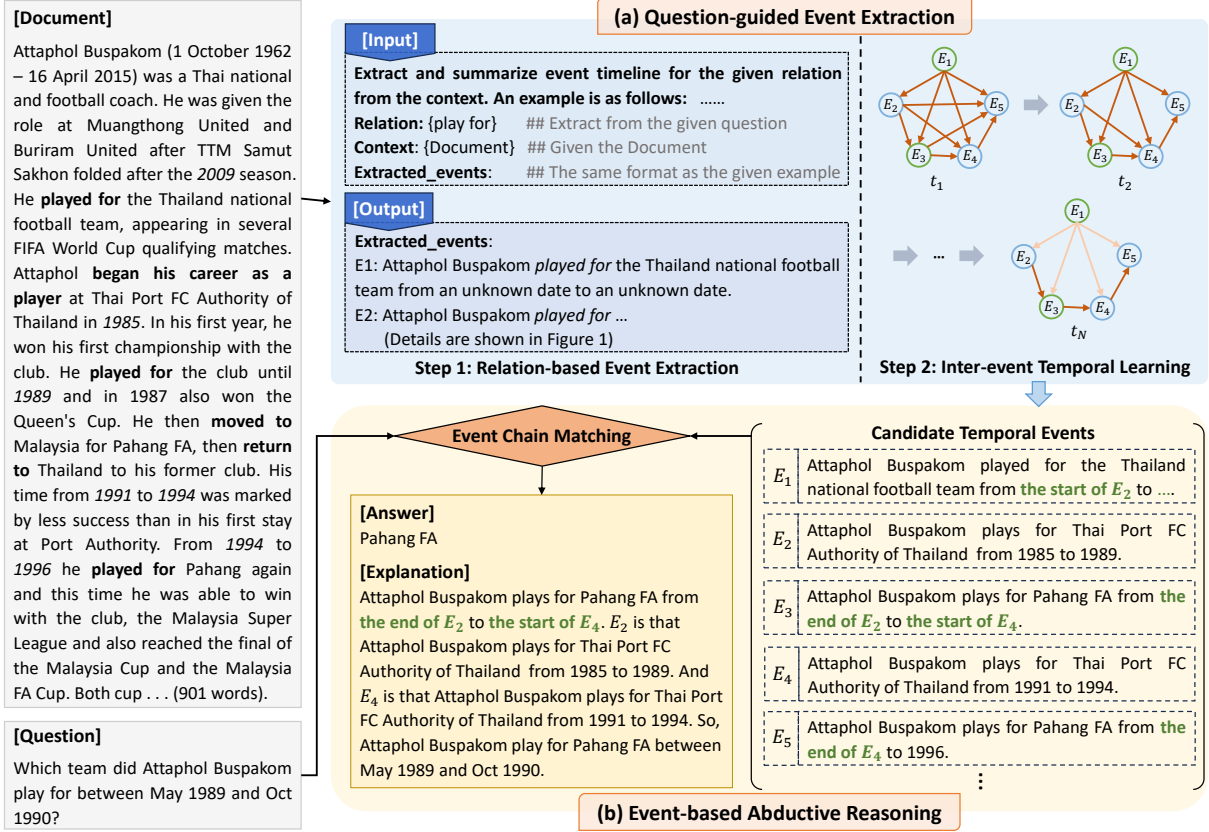 [Document]
Attaphol Buspakom (1 October 1962
– 16 April 2015) was a Thai national
and football coach. He was given the
role at Muangthong United and
Buriram United after TTM Samut
Sakhon folded after the 2009 season.
He played for the Thailand national
football team, appearing in several
FIFA World Cup qualifying matches.
Attaphol began his career as a
player at Thai Port FC Authority of
Thailand in 1985. In his first year, he
won his first championship with the
club. He played for the club until
1989 and in 1987 also won the
Queen's Cup. He then moved to
Malaysia for Pahang FA, then return
to Thailand to his former club. His
time from 1991 to 1994 was marked
by less success than in his first stay
at Port Authority. From 1994 to
1996 he played for Pahang again
and this time he was able to win
with the club, the Malaysia Super
League and also reached the final of
the Malaysia Cup and the Malaysia
FA Cup. Both cup . . . (901 words).
[Question]
Which team did Attaphol Buspakom
play for between May 1989 and Oct
1990?
(a) Question-guided Event Extraction
[Input]
Extract and summarize event timeline for the given relation
from the context. An example is as follows: ......
Relation: {play for} ## Extract from the given question
Context: {Document} ## Given the Document
Extracted_events: ## The same format as the given example
[Output]
Extracted_events:
E1: Attaphol Buspakom played for the Thailand national football
team from an unknown date to an unknown date.
E2: Attaphol Buspakom played for ...
(Details are shown in Figure 1)
Step 1: Relation-based Event Extraction
E1
E2
E5
E3
E4
t1
E1
E2
E5
E3
E4
t2
...
E1
E2
E5
E3
E4
tN
Step 2: Inter-event Temporal Learning
Event Chain Matching
[Answer]
Pahang FA
[Explanation]
Attaphol Buspakom plays for Pahang FA from
the end of E2 to the start of E4. E2 is that
Attaphol Buspakom plays for Thai Port FC
Authority of Thailand from 1985 to 1989. And
E4 is that Attaphol Buspakom plays for Thai Port
FC Authority of Thailand from 1991 to 1994. So,
Attaphol Buspakom play for Pahang FA between
May 1989 and Oct 1990.
Candidate Temporal Events
E1
Attaphol Buspakom played for the Thailand
national football team from the start of E2 to ....
E2
Attaphol Buspakom plays for Thai Port FC
Authority of Thailand from 1985 to 1989.
E3
Attaphol Buspakom plays for Pahang FA from the
end of E2 to the start of E4.
E4
Attaphol Buspakom plays for Thai Port FC
Authority of Thailand from 1991 to 1994.
E5
Attaphol Buspakom plays for Pahang FA from the
end of E4 to 1996.
⋮
(b) Event-based Abductive Reasoning